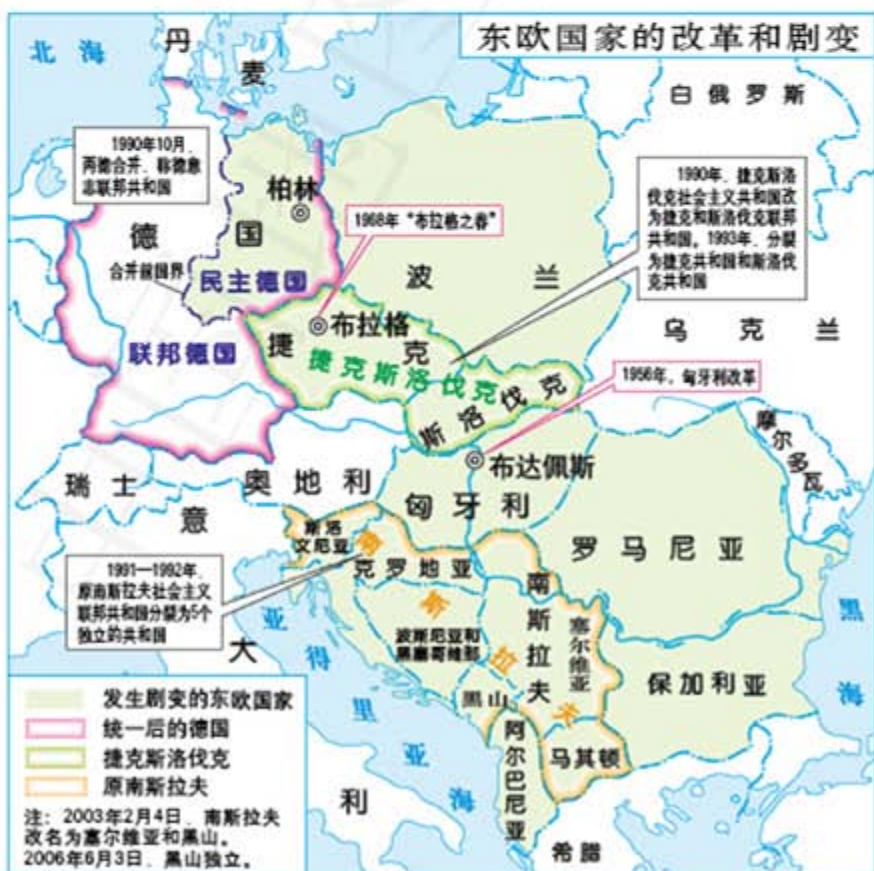 东欧国家的改革和剧变
北海
丹
麦
白俄罗斯
1990年10月，
两德合并，称德意
志联邦共和国
柏林
1990年，捷克斯洛
伐克社会主义共和国改
为捷克和斯洛伐克联邦
共和国。1993年，分裂
为捷克共和国和斯洛伐
克共和国
1968年“布拉格之春”
德
国
合并前国界
民主德国
波兰
联邦德国
布拉格
捷克
捷克斯洛伐克
乌克兰
1956年，匈牙利改革
斯洛伐克
摩尔多瓦
布达佩斯
瑞士
奥地利
匈牙利
意
斯洛
文尼亚
罗马尼亚
克罗地亚
南
斯
拉
夫
1991—1992年，
原南斯拉夫社会主义
联邦共和国分裂为5个
独立的共和国
南斯拉夫
塞尔维亚
波斯尼亚和
黑塞哥维那
黑海
大
亚得里亚海
保加利亚
黑山
阿尔巴尼亚
马其顿
利
希腊
发生剧变的东欧国家
统一后的德国
捷克斯洛伐克
原南斯拉夫
注：2003年2月4日，南斯拉夫
改名为塞尔维亚和黑山。
2006年6月3日，黑山独立。